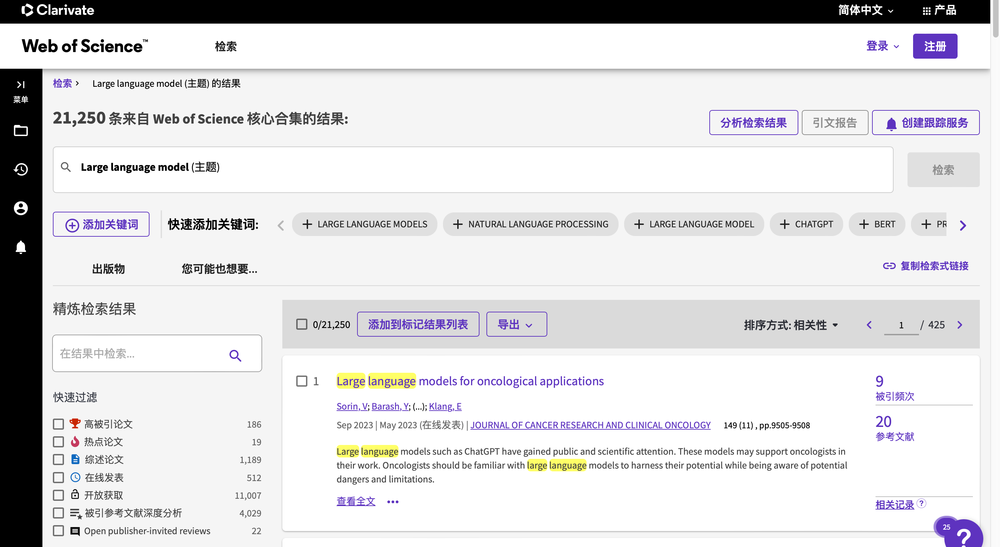 Clarivate
简体中文
产品
Web of Science™
检索
登录
注册
菜单
检索 › Large language model (主题) 的结果
21,250 条来自 Web of Science 核心合集的结果:
分析检索结果
引文报告
创建跟踪服务
Large language model (主题)
检索
添加关键词
快速添加关键词:
+ LARGE LANGUAGE MODELS
+ NATURAL LANGUAGE PROCESSING
+ LARGE LANGUAGE MODEL
+ CHATGPT
+ BERT
+ PR
出版物
您可能也想要...
复制检索式链接
精炼检索结果
在结果中检索...
快速过滤
高被引论文 186
热点论文 19
综述论文 1,189
在线发表 512
开放获取 11,007
被引参考文献深度分析 4,029
Open publisher-invited reviews 22
0/21,250
添加到标记结果列表
导出
排序方式: 相关性
1 / 425
1
Large language models for oncological applications
Sorin, V; Barash, Y; (...); Klang, E
Sep 2023 | May 2023 (在线发表) | JOURNAL OF CANCER RESEARCH AND CLINICAL ONCOLOGY 149 (11) , pp.9505-9508
Large language models such as ChatGPT have gained public and scientific attention. These models may support oncologists in
their work. Oncologists should be familiar with large language models to harness their potential while being aware of potential
dangers and limitations.
查看全文
•••
9
被引频次
20
参考文献
相关记录
?
25
?